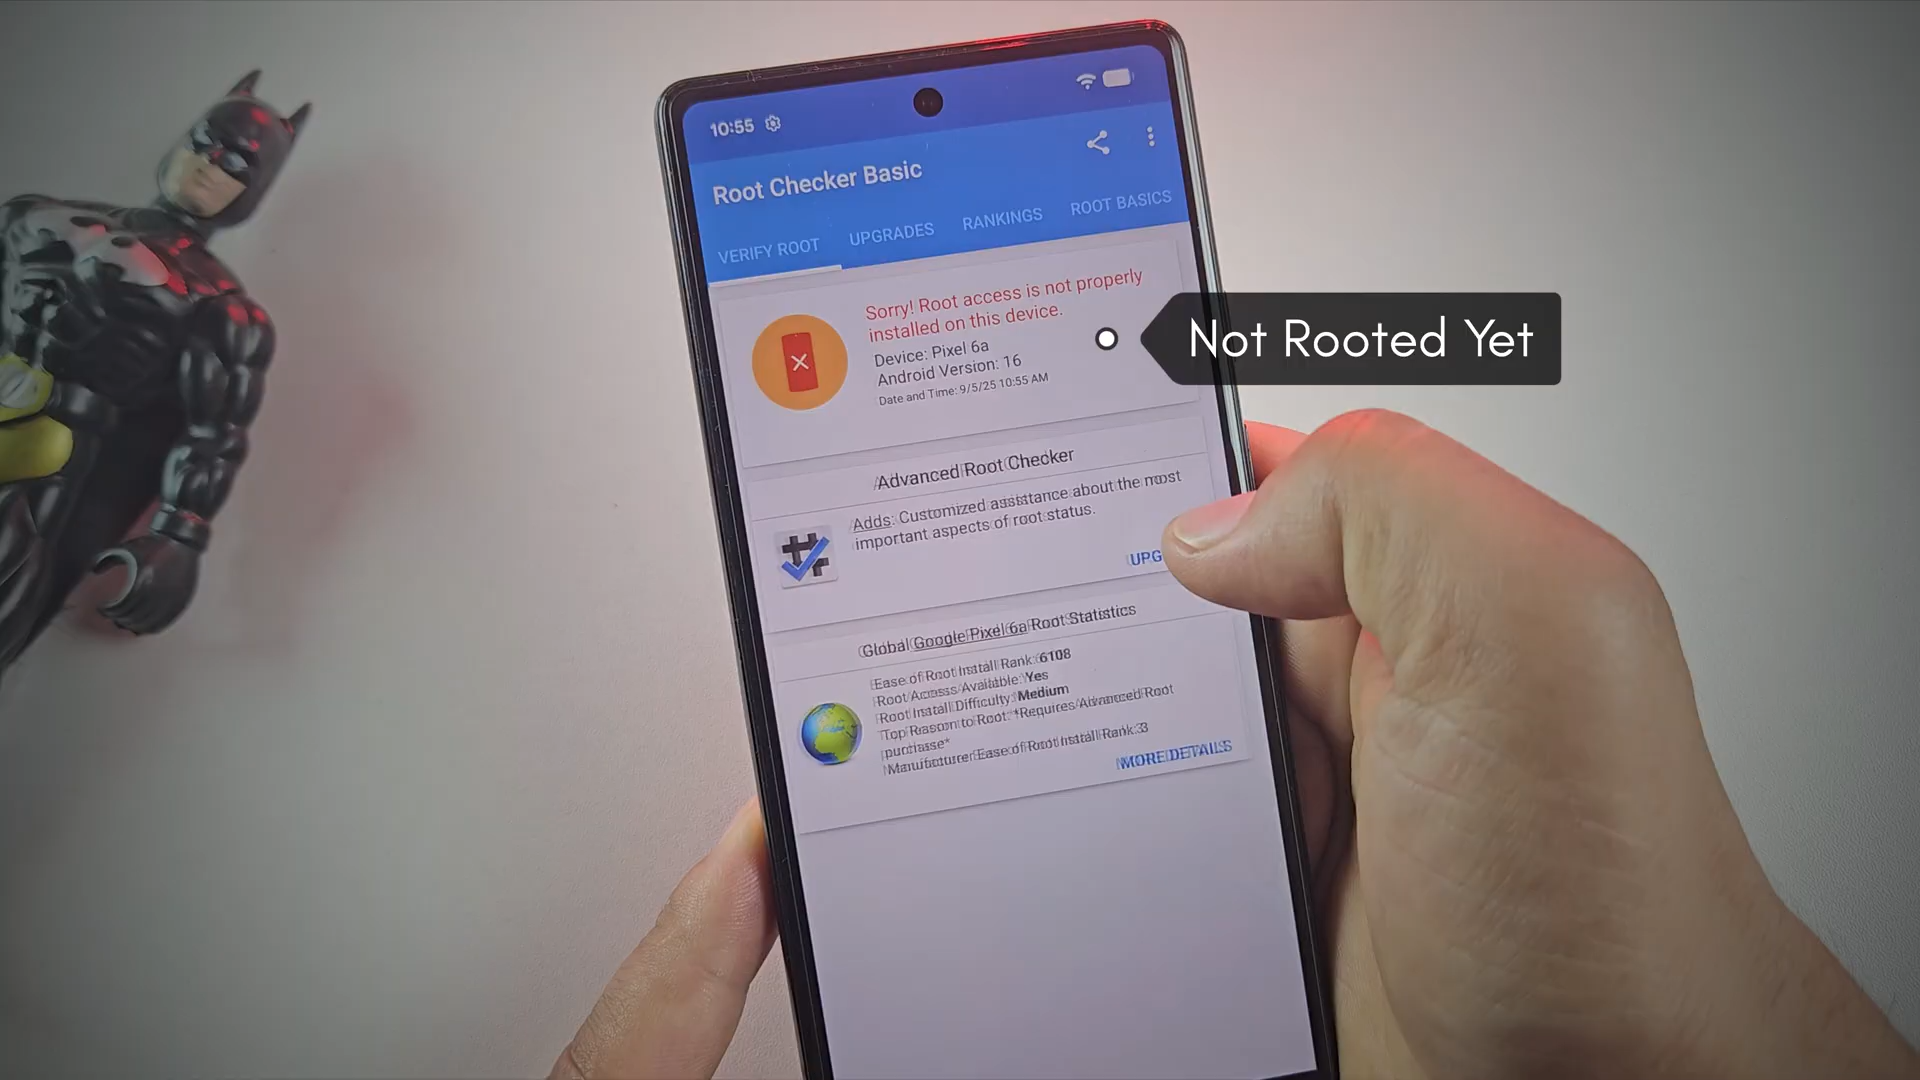 10:55
Root Checker Basic
VERIFY ROOT UPGRADES RANKINGS ROOT BASICS
Sorry! Root access is not properly
installed on this device.
Device: Pixel 6a
Android Version: 16
Date and Time: 9/5/25 10:55 AM
Not Rooted Yet
Advanced Root Checker
Adds: Customized assistance about the most
important aspects of root status.
UPG
Global Google Pixel 6a Root Statistics
Ease of Root Install Rank: 6108
Root Access Available: Yes
Root Install Difficulty: Medium
Top Reason to Root: *Requires Advanced Root
purchase*
Manufacturer Ease of Root Install Rank: 3
MORE DETAILS